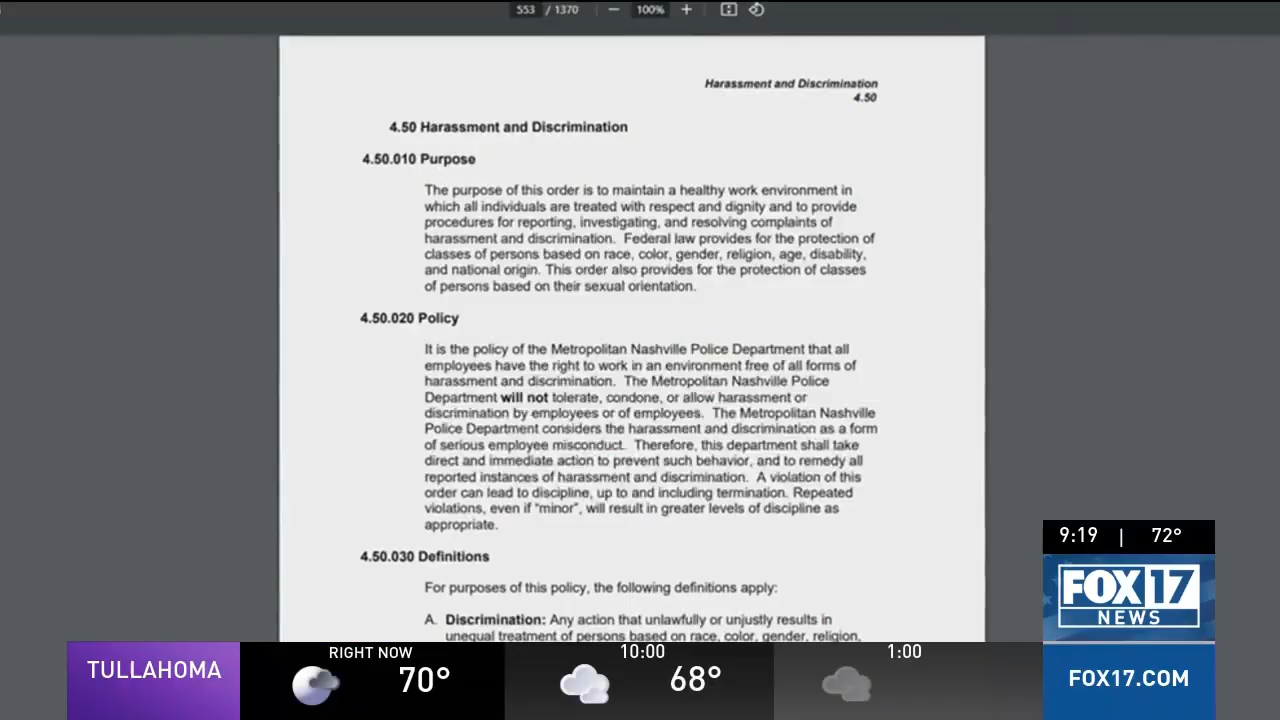 553 / 1370 — 100% +
Harassment and Discrimination
4.50
4.50 Harassment and Discrimination
4.50.010 Purpose
The purpose of this order is to maintain a healthy work environment in
which all individuals are treated with respect and dignity and to provide
procedures for reporting, investigating, and resolving complaints of
harassment and discrimination. Federal law provides for the protection of
classes of persons based on race, color, gender, religion, age, disability,
and national origin. This order also provides for the protection of classes
of persons based on their sexual orientation.
4.50.020 Policy
It is the policy of the Metropolitan Nashville Police Department that all
employees have the right to work in an environment free of all forms of
harassment and discrimination. The Metropolitan Nashville Police
Department will not tolerate, condone, or allow harassment or
discrimination by employees or of employees. The Metropolitan Nashville
Police Department considers the harassment and discrimination as a form
of serious employee misconduct. Therefore, this department shall take
direct and immediate action to prevent such behavior, and to remedy all
reported instances of harassment and discrimination. A violation of this
order can lead to discipline, up to and including termination. Repeated
violations, even if "minor", will result in greater levels of discipline as
appropriate.
4.50.030 Definitions
For purposes of this policy, the following definitions apply:
A. Discrimination: Any action that unlawfully or unjustly results in
unequal treatment of persons based on race, color, gender, religion,
9:19 | 72°
FOX 17
NEWS
FOX17.COM
TULLAHOMA
RIGHT NOW
70°
10:00
68°
1:00